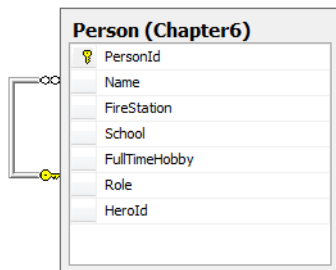 Person (Chapter6)
PersonId
Name
FireStation
School
FullTimeHobby
Role
HeroId